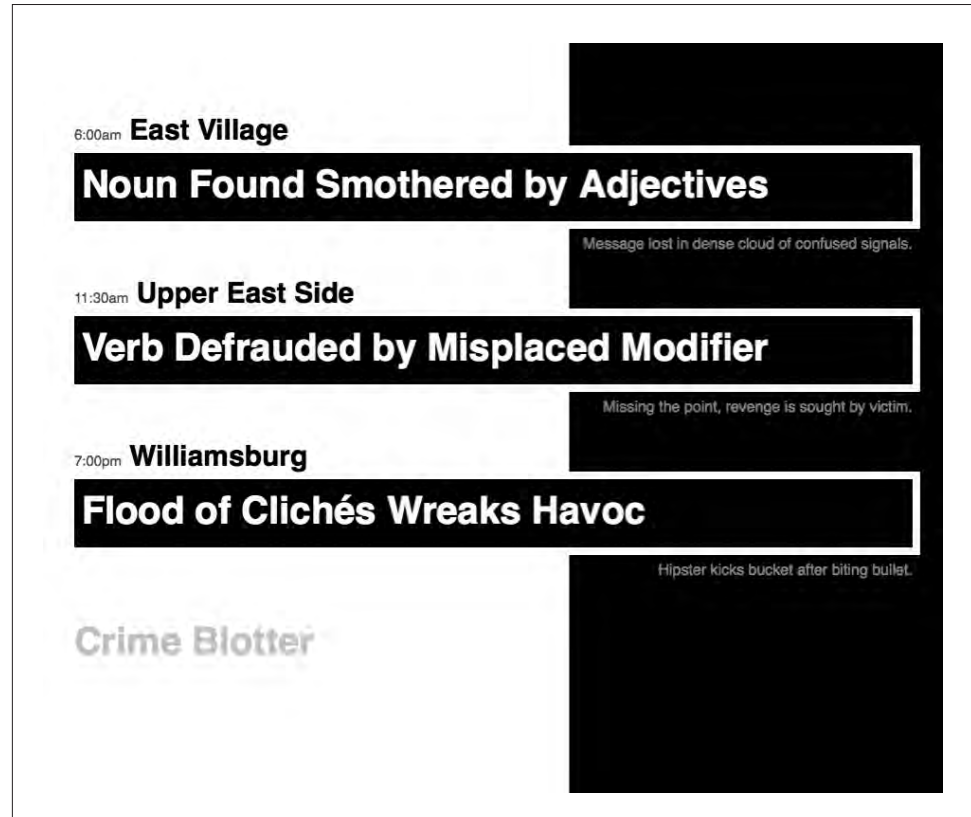 6:00am East Village
Noun Found Smothered by Adjectives
Message lost in dense cloud of confused signals.
11:30am Upper East Side
Verb Defrauded by Misplaced Modifier
Missing the point, revenge is sought by victim.
7:00pm Williamsburg
Flood of Clichés Wreaks Havoc
Hipster kicks bucket after biting bullet.
Crime Blotter